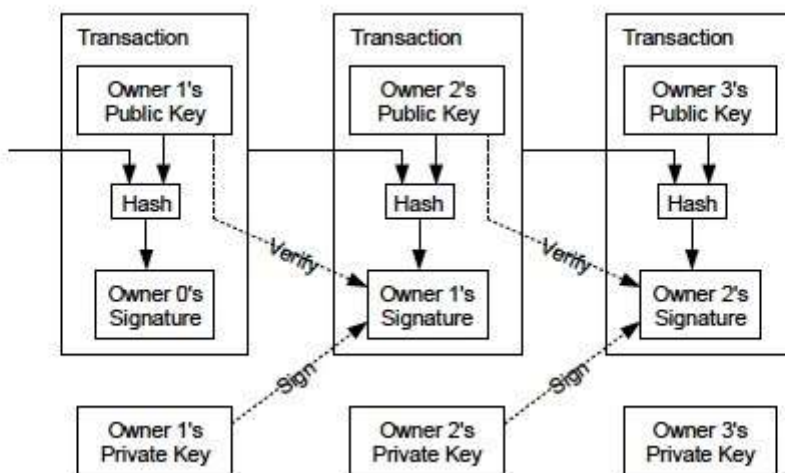 Transaction
Transaction
Transaction
Owner 1's
Public Key
Owner 2's
Public Key
Owner 3's
Public Key
Hash
Hash
Hash
Verify
Verify
Owner 0's
Signature
Owner 1's
Signature
Owner 2's
Signature
Sign
Sign
Owner 1's
Private Key
Owner 2's
Private Key
Owner 3's
Private Key